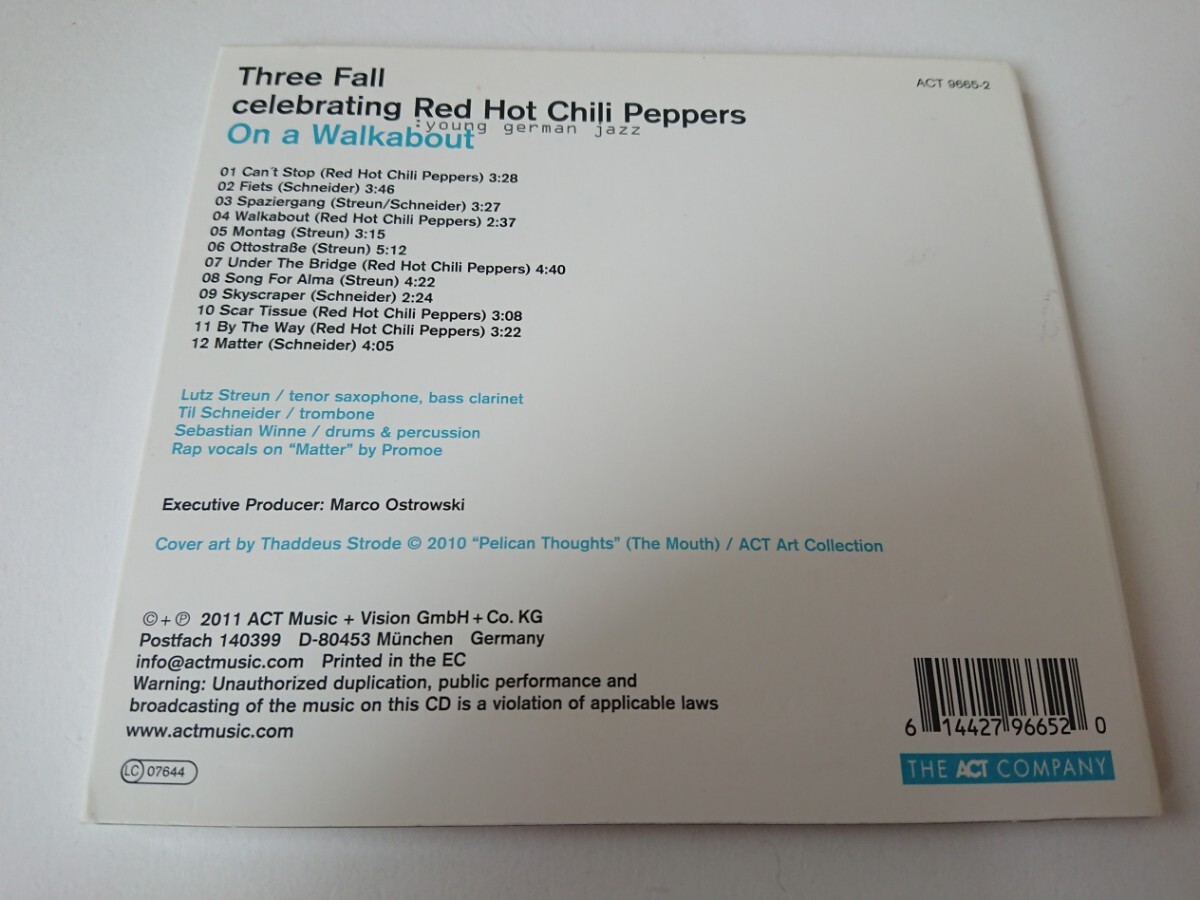 Three Fall
celebrating Red Hot Chili Peppers
:young german jazz
On a Walkabout
ACT 9665-2
01 Can´t Stop (Red Hot Chili Peppers) 3:28
02 Fiets (Schneider) 3:46
03 Spaziergang (Streun/Schneider) 3:27
04 Walkabout (Red Hot Chili Peppers) 2:37
05 Montag (Streun) 3:15
06 Ottostraße (Streun) 5:12
07 Under The Bridge (Red Hot Chili Peppers) 4:40
08 Song For Alma (Streun) 4:22
09 Skyscraper (Schneider) 2:24
10 Scar Tissue (Red Hot Chili Peppers) 3:08
11 By The Way (Red Hot Chili Peppers) 3:22
12 Matter (Schneider) 4:05
Lutz Streun / tenor saxophone, bass clarinet
Til Schneider / trombone
Sebastian Winne / drums & percussion
Rap vocals on “Matter” by Promoe
Executive Producer: Marco Ostrowski
Cover art by Thaddeus Strode © 2010 “Pelican Thoughts” (The Mouth) / ACT Art Collection
© + ℗ 2011 ACT Music + Vision GmbH + Co. KG
Postfach 140399 D-80453 München Germany
info@actmusic.com Printed in the EC
Warning: Unauthorized duplication, public performance and
broadcasting of the music on this CD is a violation of applicable laws
www.actmusic.com
LC 07644
6 14427 96652 0
THE ACT COMPANY